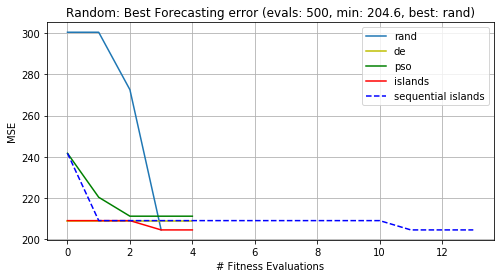 Random: Best Forecasting error (evals: 500, min: 204.6, best: rand)
rand
de
pso
islands
sequential islands
MSE
300
280
260
240
220
200
0 2 4 6 8 10 12
# Fitness Evaluations